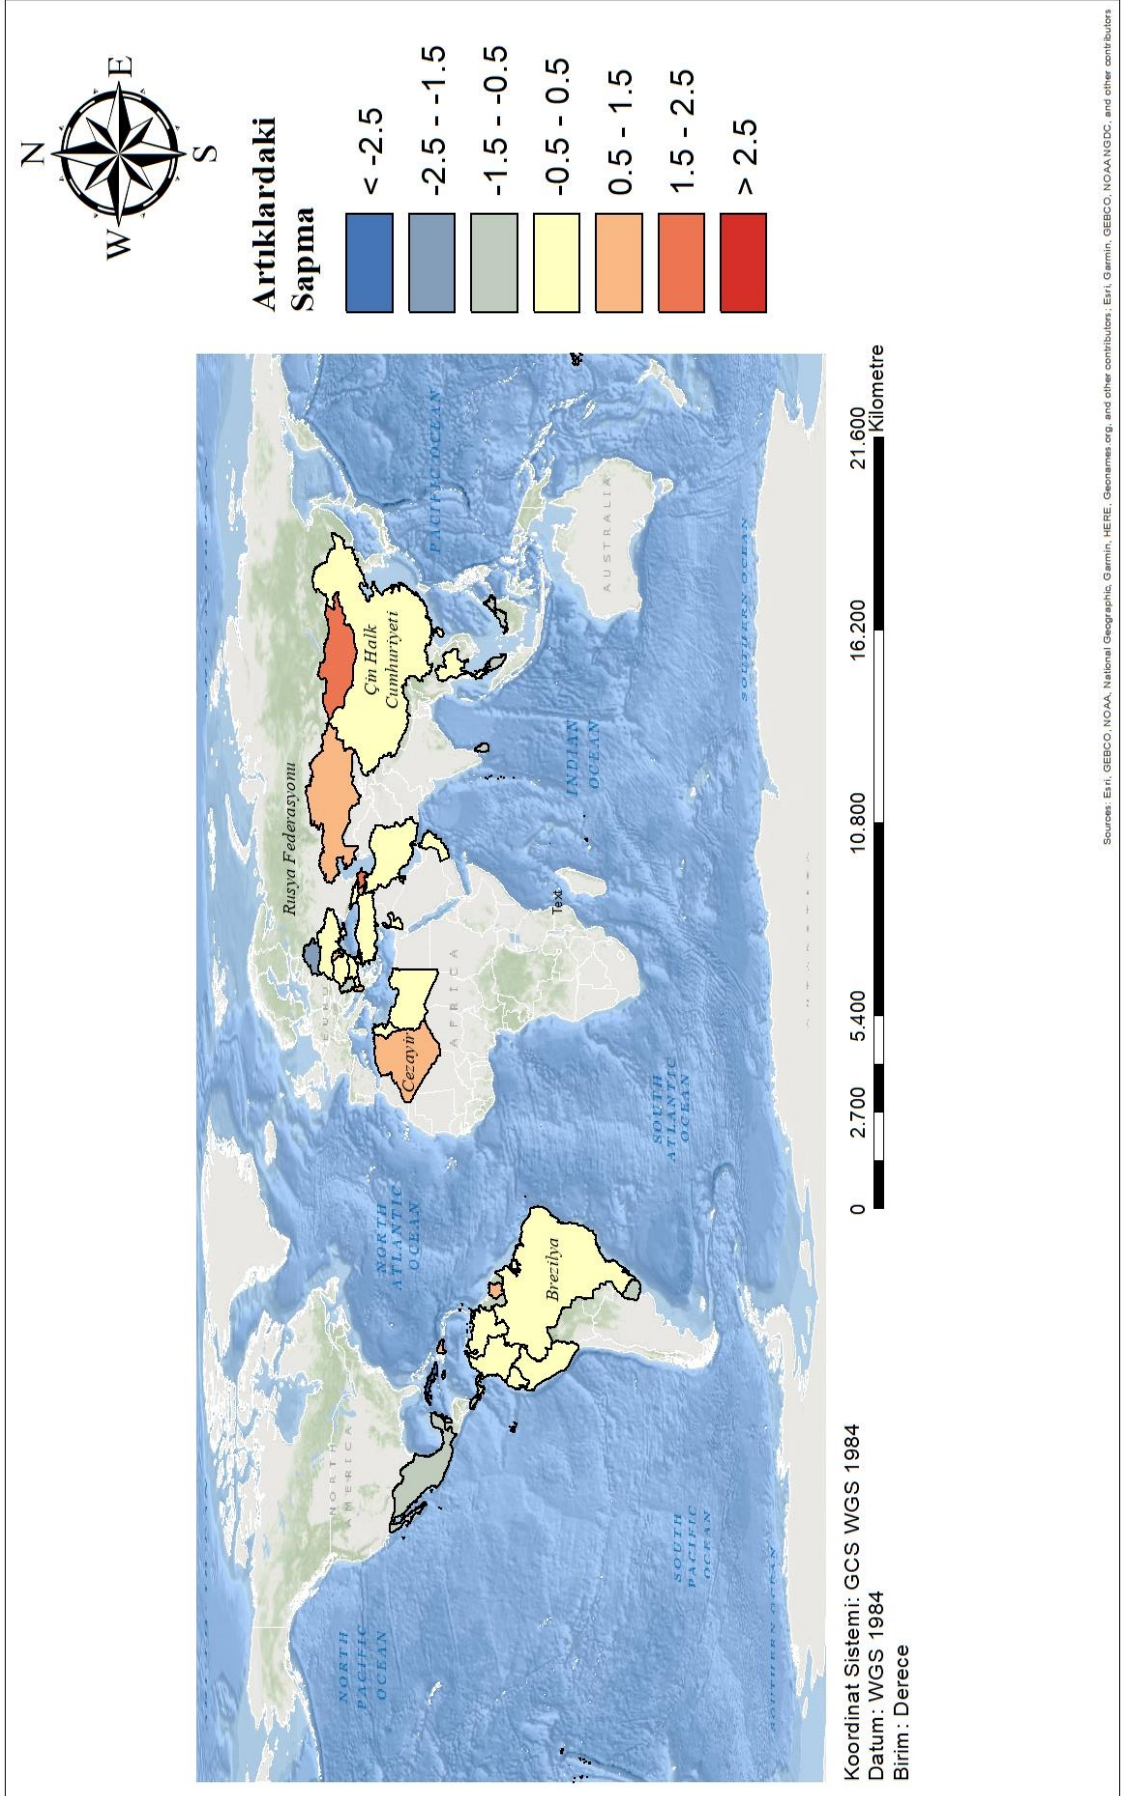 N
W
E
S
Artıklardaki
Sapma
< -2.5
-2.5 - -1.5
-1.5 - -0.5
-0.5 - 0.5
0.5 - 1.5
1.5 - 2.5
> 2.5
Rusya Federasyonu
Çin Halk
Cumhuriyeti
Cezayir
Brezilya
Text
NORTH
AMERICA
AFRICA
AUSTRALIA
NORTH
PACIFIC
OCEAN
NORTH
ATLANTIC
OCEAN
PACIFIC OCEAN
INDIAN
OCEAN
SOUTH
PACIFIC
OCEAN
SOUTH
ATLANTIC
OCEAN
SOUTHERN OCEAN
SOUTHERN OCEAN
Koordinat Sistemi: GCS WGS 1984
Datum: WGS 1984
Birim: Derece
0 2.700 5.400 10.800 16.200 21.600
Kilometre
Sources: Esri, GEBCO, NOAA, National Geographic, Garmin, HERE, Geonames.org, and other contributors; Esri, Garmin, GEBCO, NOAA NGDC, and other contributors